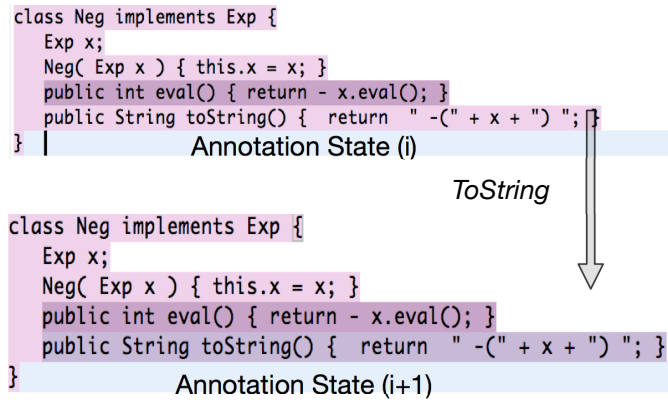 class Neg implements Exp {
Exp x;
Neg( Exp x ) { this.x = x; }
public int eval() { return - x.eval(); }
public String toString() {  return  " -(" + x + ") "; }
}
Annotation State (i)
ToString
class Neg implements Exp {
Exp x;
Neg( Exp x ) { this.x = x; }
public int eval() { return - x.eval(); }
public String toString() {  return  " -(" + x + ") "; }
}
Annotation State (i+1)